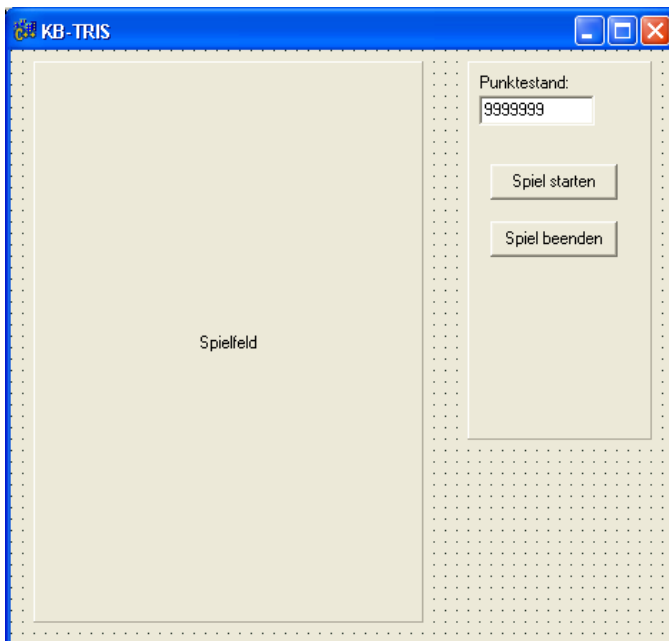 KB-TRIS
Punktestand:
9999999
Spiel starten
Spiel beenden
Spielfeld